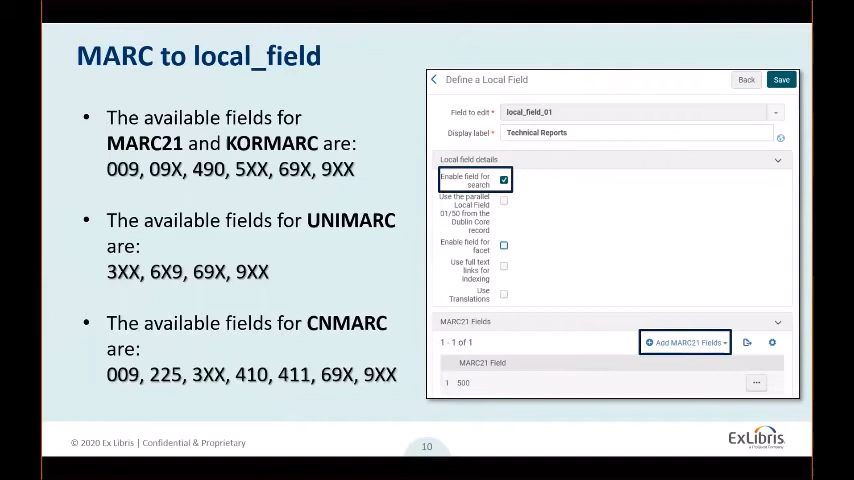 MARC to local_field
• The available fields for
MARC21 and KORMARC are:
009, 09X, 490, 5XX, 69X, 9XX
• The available fields for UNIMARC
are:
3XX, 6X9, 69X, 9XX
• The available fields for CNMARC
are:
009, 225, 3XX, 410, 411, 69X, 9XX
Define a Local Field
Back
Save
Field to edit *
local_field_01
Display label *
Technical Reports
Local field details
Enable field for
search
Use the parallel
Local Field
01/50 from the
Dublin Core
record
Enable field for
facet
Use full text
links for
indexing
Use
Translations
MARC21 Fields
1 - 1 of 1
Add MARC21 Fields
MARC21 Field
1 500
© 2020 Ex Libris | Confidential & Proprietary
10
ExLibris
a ProQuest Company